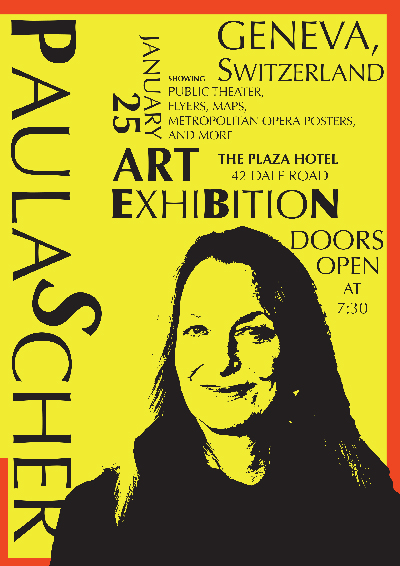 PAULA SCHER
JANUARY
25
GENEVA,
SWITZERLAND
SHOWING
PUBLIC THEATER,
FLYERS, MAPS,
METROPOLITAN OPERA POSTERS,
AND MORE
ART
EXHIBITION
THE PLAZA HOTEL
42 DALE ROAD
DOORS
OPEN
AT
7:30